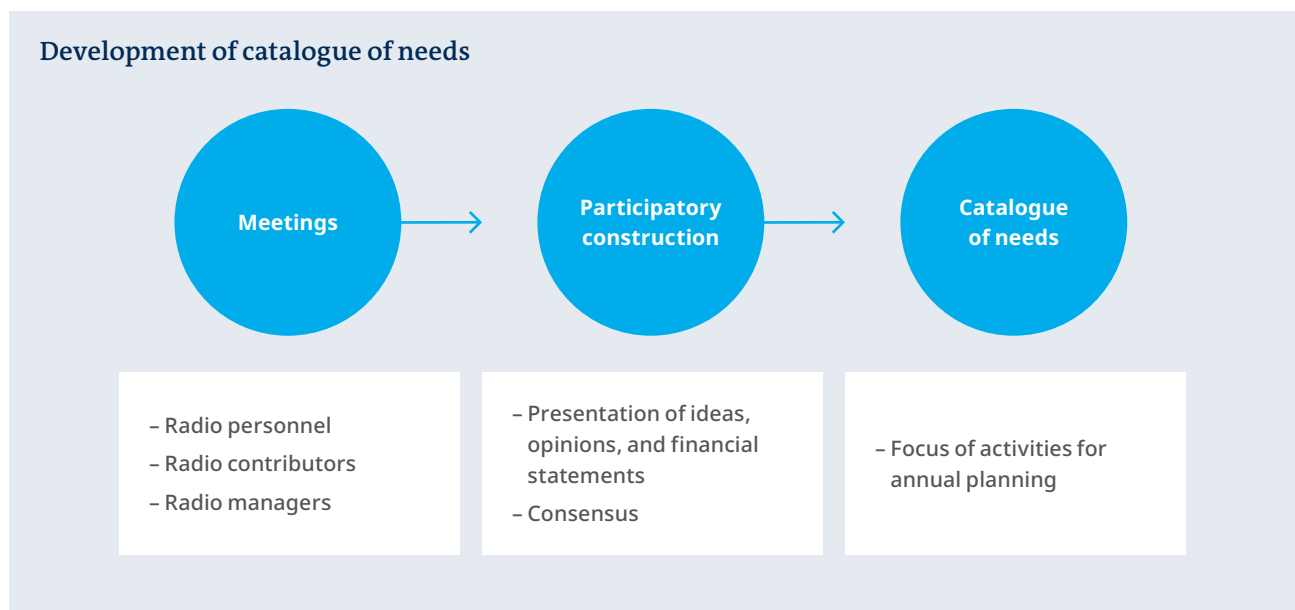 Development of catalogue of needs
Meetings
Participatory
construction
Catalogue
of needs
– Radio personnel
– Radio contributors
– Radio managers
– Presentation of ideas,
opinions, and financial
statements
– Consensus
– Focus of activities for
annual planning